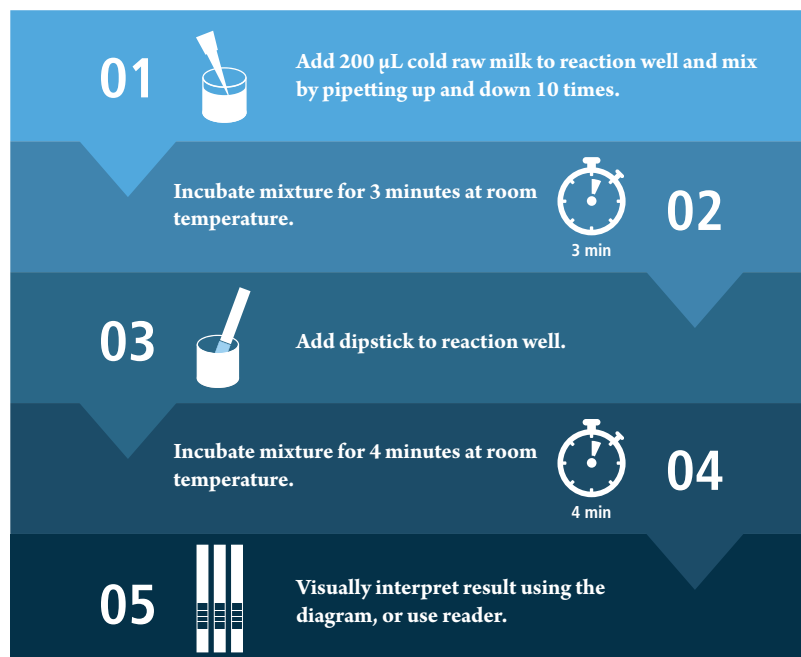 01
Add 200 µL cold raw milk to reaction well and mix
by pipetting up and down 10 times.
Incubate mixture for 3 minutes at room
temperature.
3 min
02
03
Add dipstick to reaction well.
Incubate mixture for 4 minutes at room
temperature.
4 min
04
05
Visually interpret result using the
diagram, or use reader.